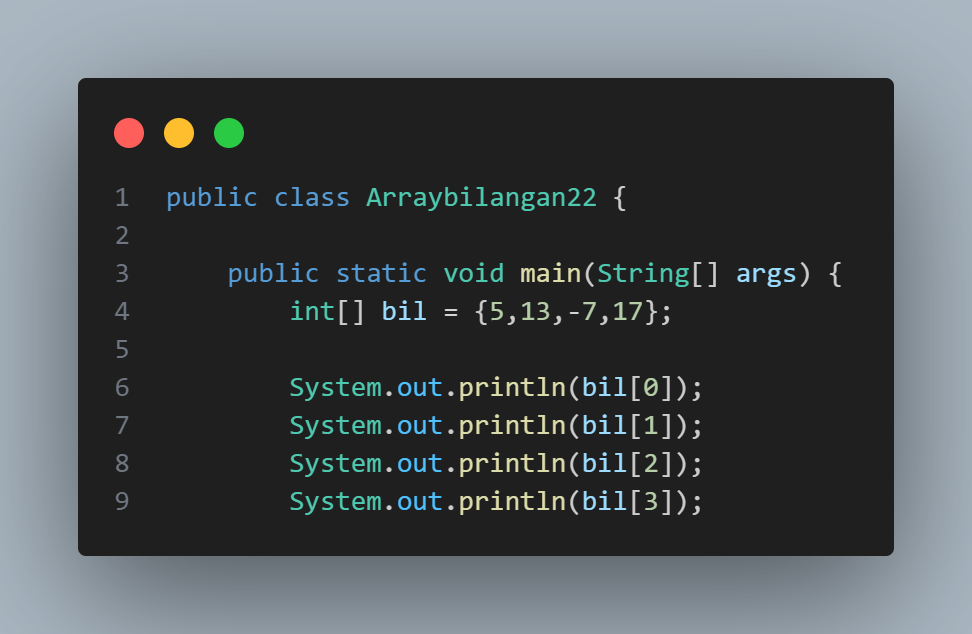 1 public class Arraybilangan22 {
2
3     public static void main(String[] args) {
4         int[] bil = {5,13,-7,17};
5
6         System.out.println(bil[0]);
7         System.out.println(bil[1]);
8         System.out.println(bil[2]);
9         System.out.println(bil[3]);